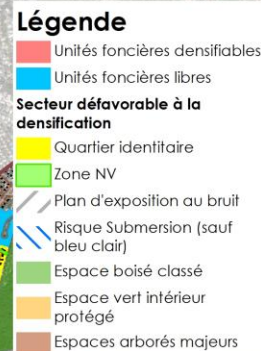 Légende
Unités foncières densifiables
Unités foncières libres
Secteur défavorable à la
densification
Quartier identitaire
Zone NV
Plan d'exposition au bruit
Risque Submersion (sauf
bleu clair)
Espace boisé classé
Espace vert intérieur
protégé
Espaces arborés majeurs